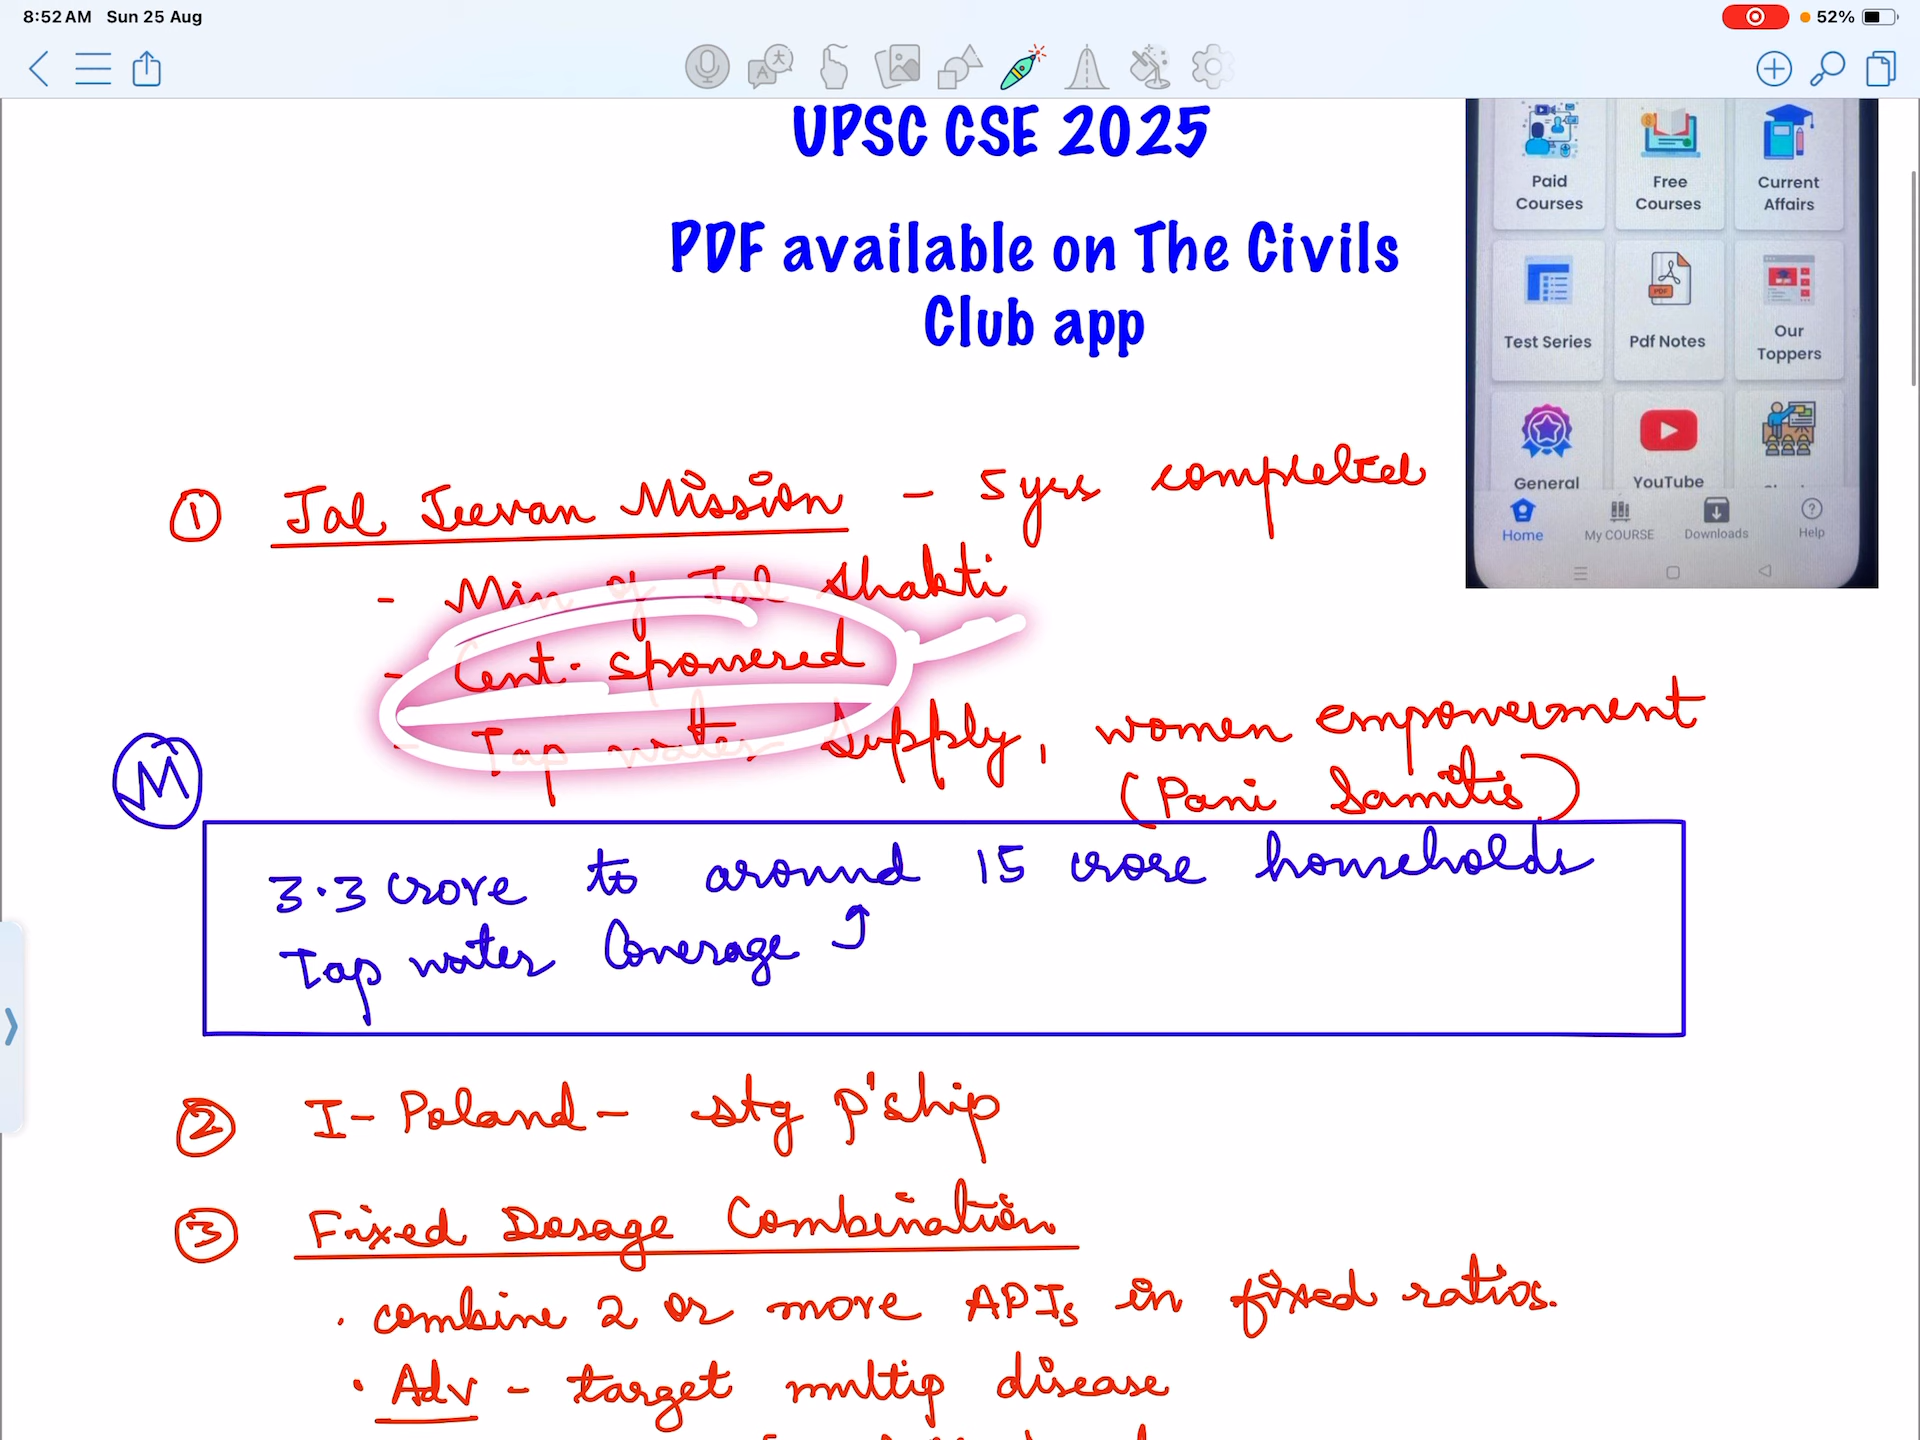 8:52 AM Sun 25 Aug
52%
UPSC CSE 2025
PDF available on The Civils
Club app
Paid
Courses
Free
Courses
Current
Affairs
Test Series
Pdf Notes
Our
Toppers
General
YouTube
Home
My COURSE
Downloads
Help
① Jal Jeevan Mission - 5 yrs completed
- Min of Jal Shakti
- Cent. sponsered
- Tap water Supply, women empowerment
(Pani Samitis)
M
3.3 crore to around 15 crore households
Tap water Coverage ↑
② I - Poland - stg p'ship
③ Fixed Dosage Combination
· combine 2 or more APIs in fixed ratios.
· Adv - target multip disease